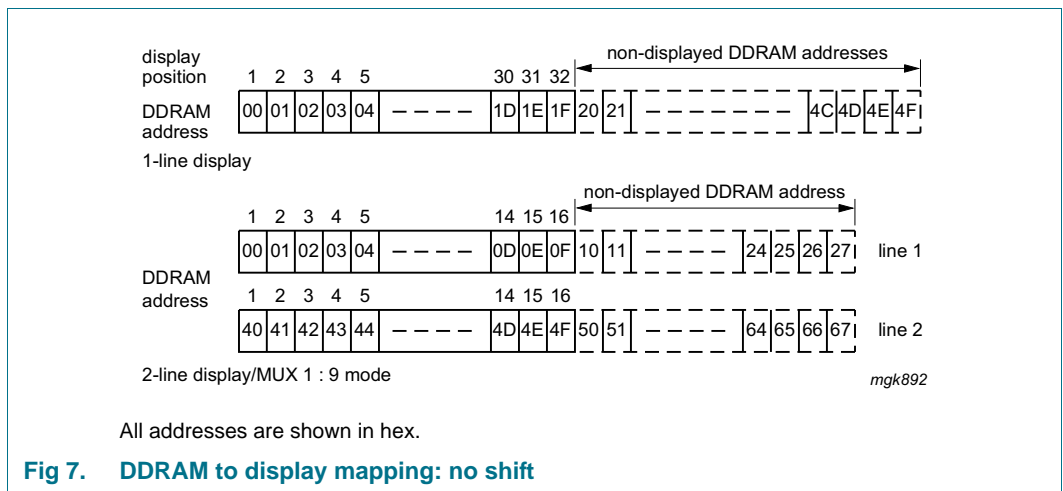 non-displayed DDRAM addresses
display
position 1 2 3 4 5 30 31 32
DDRAM
address
00 01 02 03 04 1D 1E 1F 20 21 4C 4D 4E 4F
1-line display
non-displayed DDRAM address
1 2 3 4 5 14 15 16
00 01 02 03 04 0D 0E 0F 10 11 24 25 26 27 line 1
DDRAM
address
1 2 3 4 5 14 15 16
40 41 42 43 44 4D 4E 4F 50 51 64 65 66 67 line 2
2-line display/MUX 1 : 9 mode
mgk892
All addresses are shown in hex.
Fig 7. DDRAM to display mapping: no shift